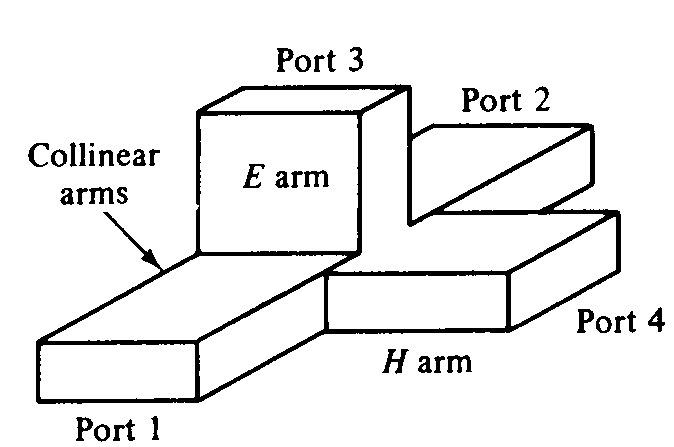 Port 3
Port 2
Collinear
arms
E arm
Port 4
H arm
Port 1